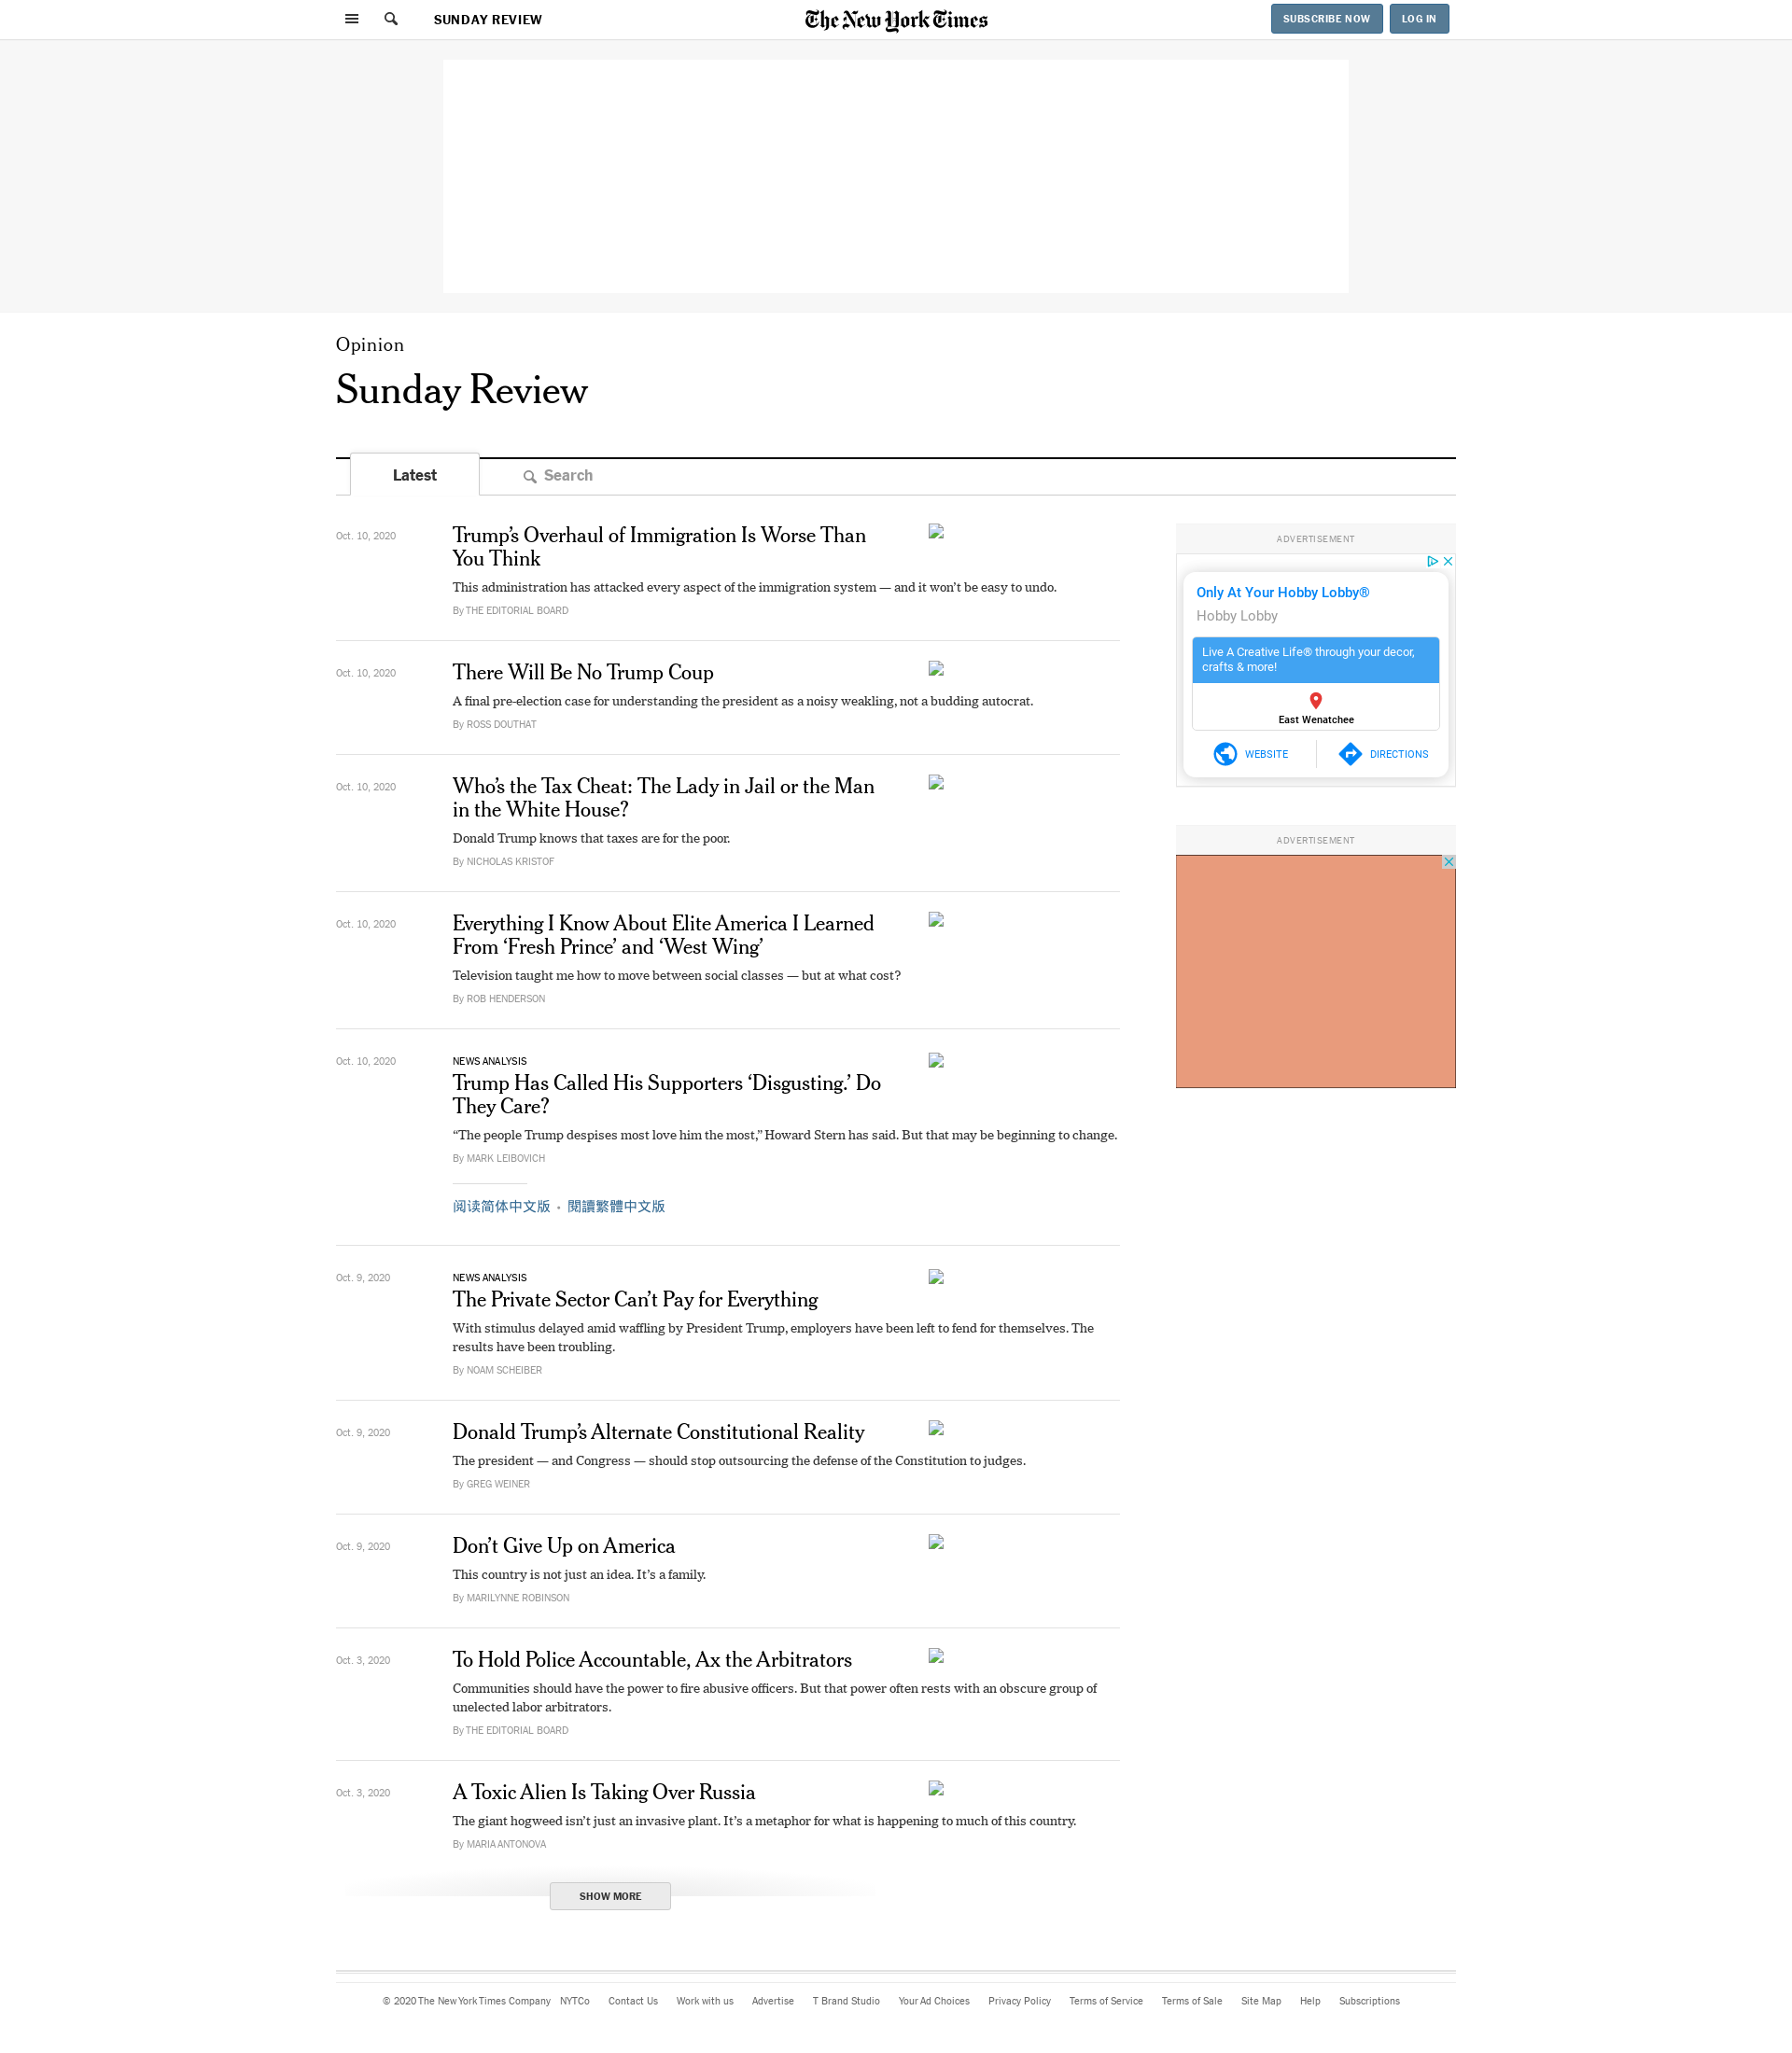 SUNDAY REVIEW
The New York Times
SUBSCRIBE NOW
LOG IN
Opinion
Sunday Review
Latest
Search
Oct. 10, 2020
Trump’s Overhaul of Immigration Is Worse Than
You Think
This administration has attacked every aspect of the immigration system — and it won’t be easy to undo.
By THE EDITORIAL BOARD
Oct. 10, 2020
There Will Be No Trump Coup
A final pre-election case for understanding the president as a noisy weakling, not a budding autocrat.
By ROSS DOUTHAT
Oct. 10, 2020
Who’s the Tax Cheat: The Lady in Jail or the Man
in the White House?
Donald Trump knows that taxes are for the poor.
By NICHOLAS KRISTOF
Oct. 10, 2020
Everything I Know About Elite America I Learned
From ‘Fresh Prince’ and ‘West Wing’
Television taught me how to move between social classes — but at what cost?
By ROB HENDERSON
Oct. 10, 2020
NEWS ANALYSIS
Trump Has Called His Supporters ‘Disgusting.’ Do
They Care?
“The people Trump despises most love him the most,” Howard Stern has said. But that may be beginning to change.
By MARK LEIBOVICH
阅读简体中文版 • 閱讀繁體中文版
Oct. 9, 2020
NEWS ANALYSIS
The Private Sector Can’t Pay for Everything
With stimulus delayed amid waffling by President Trump, employers have been left to fend for themselves. The
results have been troubling.
By NOAM SCHEIBER
Oct. 9, 2020
Donald Trump’s Alternate Constitutional Reality
The president — and Congress — should stop outsourcing the defense of the Constitution to judges.
By GREG WEINER
Oct. 9, 2020
Don’t Give Up on America
This country is not just an idea. It’s a family.
By MARILYNNE ROBINSON
Oct. 3, 2020
To Hold Police Accountable, Ax the Arbitrators
Communities should have the power to fire abusive officers. But that power often rests with an obscure group of
unelected labor arbitrators.
By THE EDITORIAL BOARD
Oct. 3, 2020
A Toxic Alien Is Taking Over Russia
The giant hogweed isn’t just an invasive plant. It’s a metaphor for what is happening to much of this country.
By MARIA ANTONOVA
SHOW MORE
ADVERTISEMENT
Only At Your Hobby Lobby®
Hobby Lobby
Live A Creative Life® through your decor,
crafts & more!
East Wenatchee
WEBSITE
DIRECTIONS
ADVERTISEMENT
© 2020 The New York Times Company NYTCo Contact Us Work with us Advertise T Brand Studio Your Ad Choices Privacy Policy Terms of Service Terms of Sale Site Map Help Subscriptions